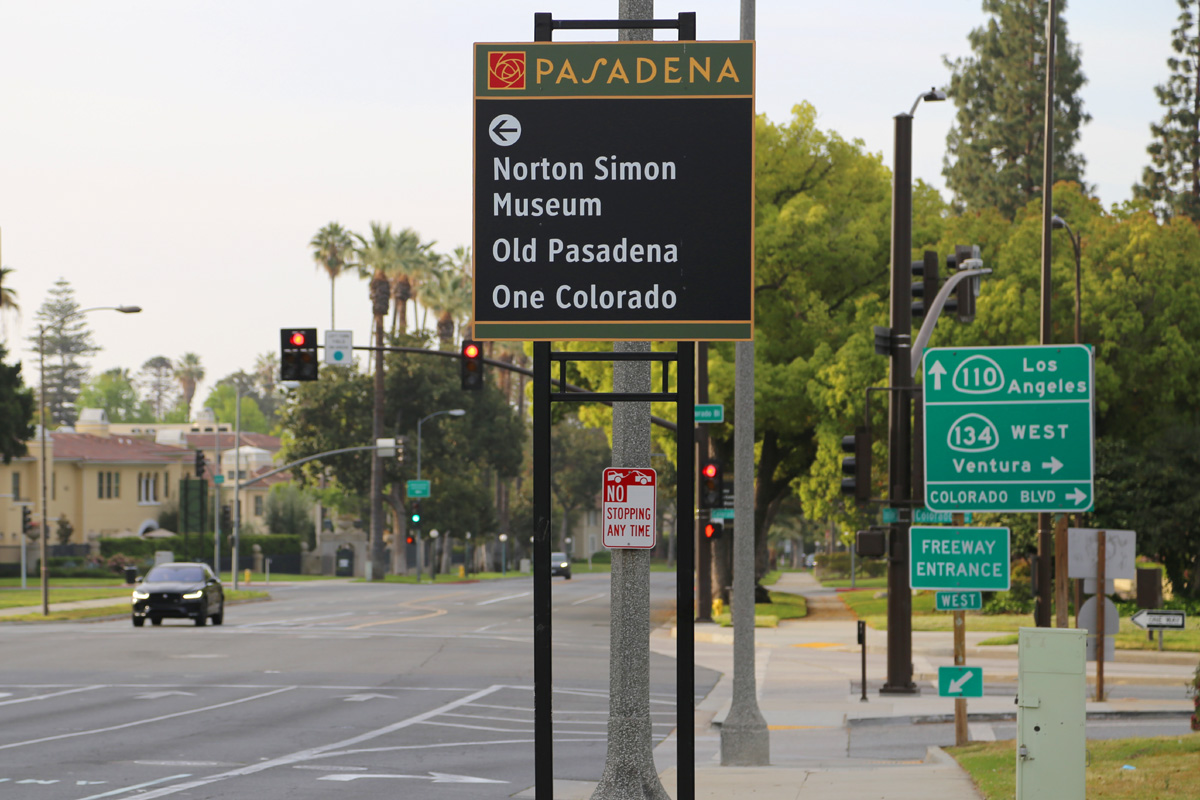 PASADENA
Norton Simon
Museum
Old Pasadena
One Colorado
NO
STOPPING
ANY TIME
110 Los
Angeles
134 WEST
Ventura
COLORADO BLVD
FREEWAY
ENTRANCE
WEST
ONE WAY